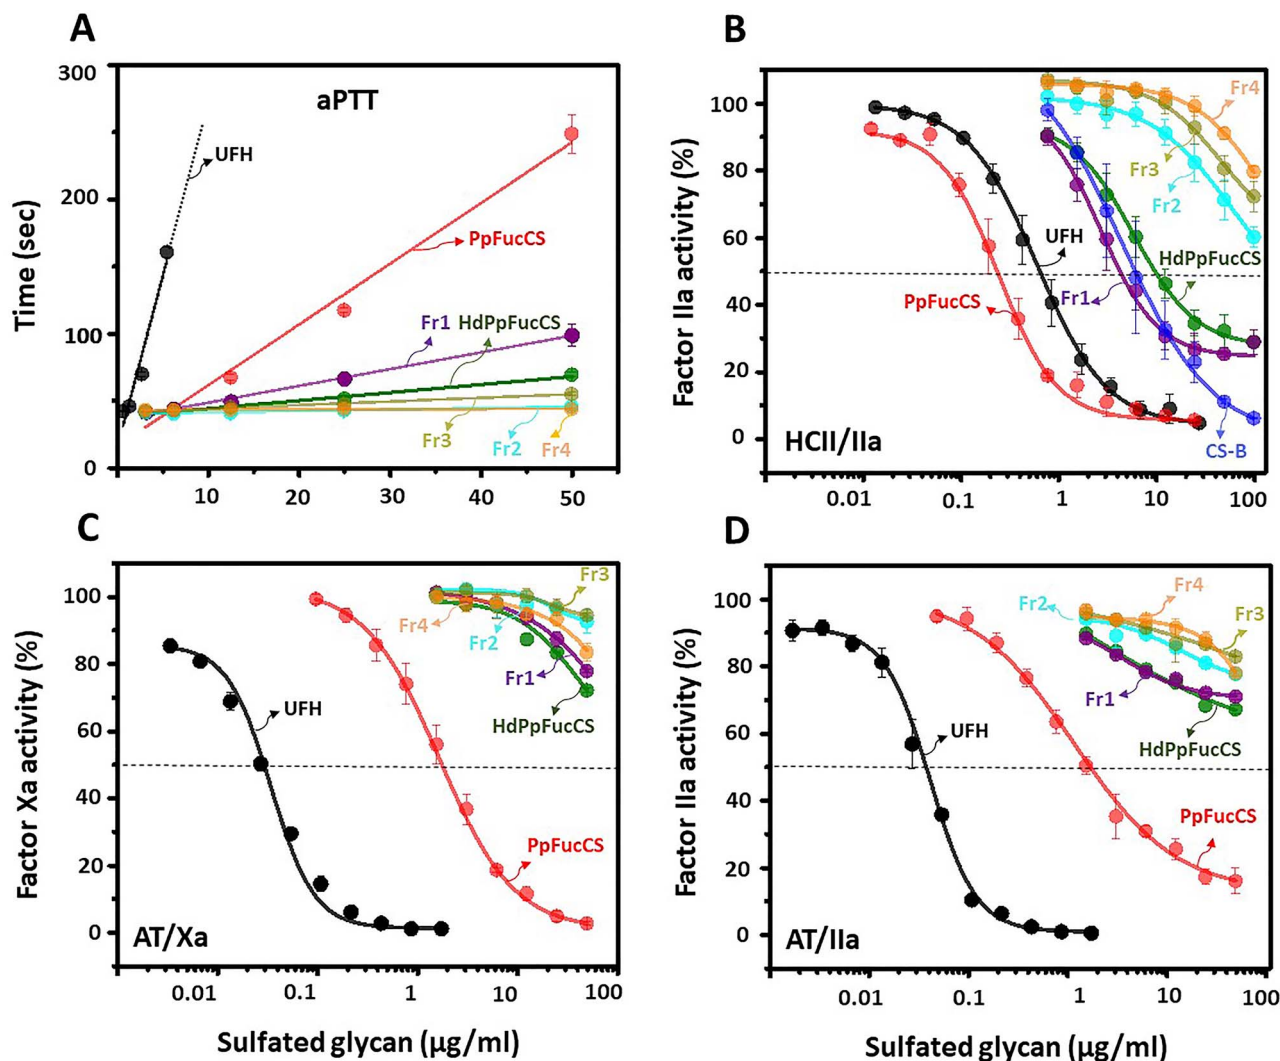 A
aPTT
Time (sec)
300
200
100
0
10 20 30 40 50
UFH
PpFucCS
Fr1
HdPpFucCS
Fr3
Fr2
Fr4
B
Factor IIa activity (%)
100
80
60
40
20
0
0.01 0.1 1 10 100
Fr4
Fr3
Fr2
UFH
HdPpFucCS
PpFucCS
Fr1
CS-B
HCII/IIa
C
Factor Xa activity (%)
100
80
60
40
20
0
0.01 0.1 1 10 100
Fr3
Fr4
Fr2
Fr1
UFH
HdPpFucCS
PpFucCS
AT/Xa
Sulfated glycan (µg/ml)
D
Factor IIa activity (%)
100
80
60
40
20
0
0.01 0.1 1 10 100
Fr4
Fr2
Fr3
Fr1
UFH
HdPpFucCS
PpFucCS
AT/IIa
Sulfated glycan (µg/ml)